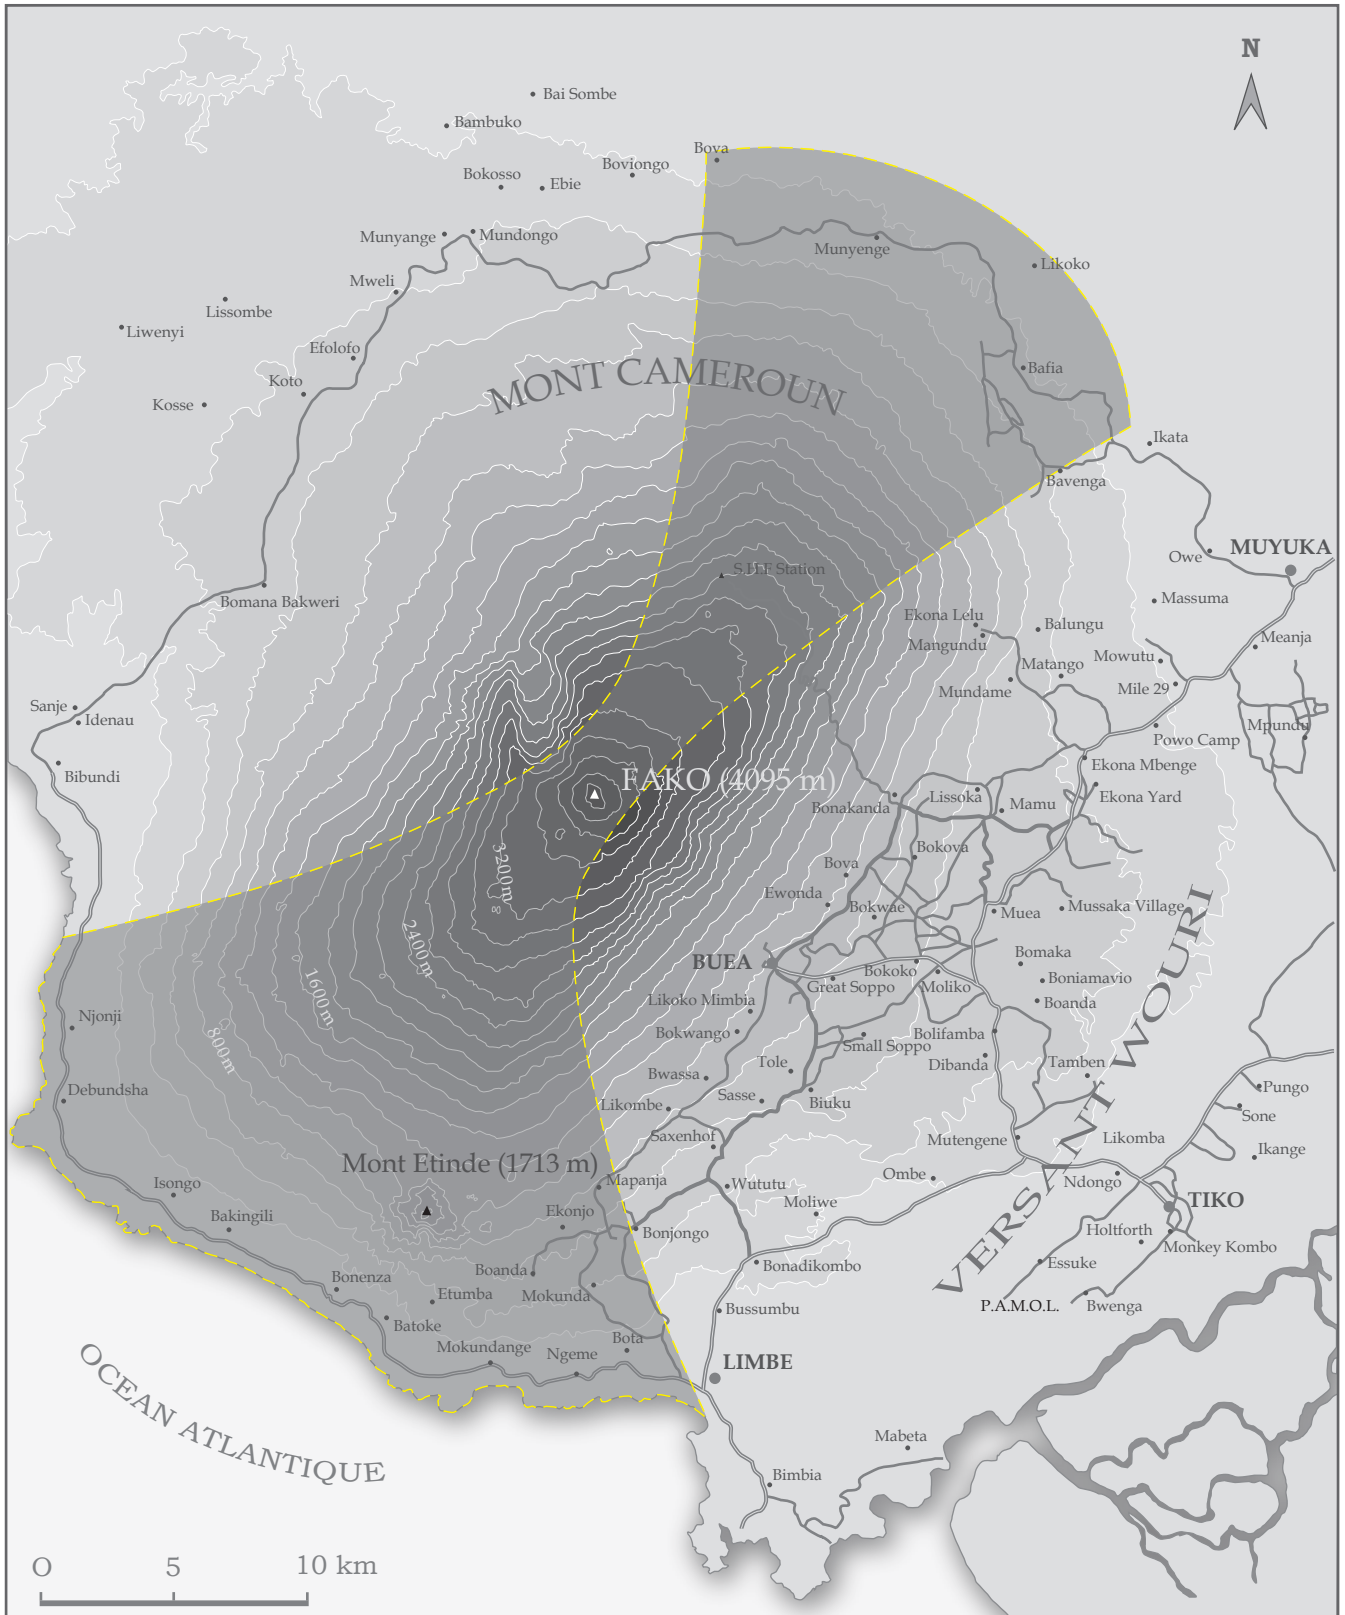 N
Bai Sombe
Bambuko
Bova
Boviongo
Bokosso
Ebie
Munyange
Mundongo
Munyenge
Likoko
Mweli
Lissombe
Liwenyi
Efolofo
MONT CAMEROUN
Bafia
Koto
Kosse
Ikata
Bavenga
Owe
MUYUKA
S.H.F Station
Bomana Bakweri
Massuma
Ekona Lelu
Balungu
Mangundu
Meanja
Matango
Mowutu
Mundame
Mile 29
Sanje
Idenau
Mpundu
Powo Camp
Bibundi
Ekona Mbenge
FAKO (4095 m)
Ekona Yard
Lissoka
Bonakanda
Mamu
Bokova
3200m
Bova
Ewonda
Bokwae
Muea
Mussaka Village
2400m
BUEA
Bomaka
Bokoko
Moliko
Boniamavio
Great Soppo
1600m
Likoko Mimbia
Boanda
Njonji
Bokwango
Bolifamba
Small Soppo
800m
Tole
Dibanda
Tamben
Bwassa
Debundsha
Sasse
Biuku
Pungo
Likombe
Sone
Saxenhof
Mutengene
Likomba
Ikange
Mont Etinde (1713 m)
Mapanja
Ombe
Isongo
Wututu
Ndongo
TIKO
Moliwe
Bakingili
Ekonjo
Bonjongo
Holtforth
Monkey Kombo
VERSANT WOURI
Boanda
Bonadikombo
Essuke
Bonenza
Etumba
Mokunda
P.A.M.O.L.
Bwenga
Bussumbu
Batoke
Mokundange
Ngeme
Bota
LIMBE
OCEAN ATLANTIQUE
Mabeta
Bimbia
O 5 10 km